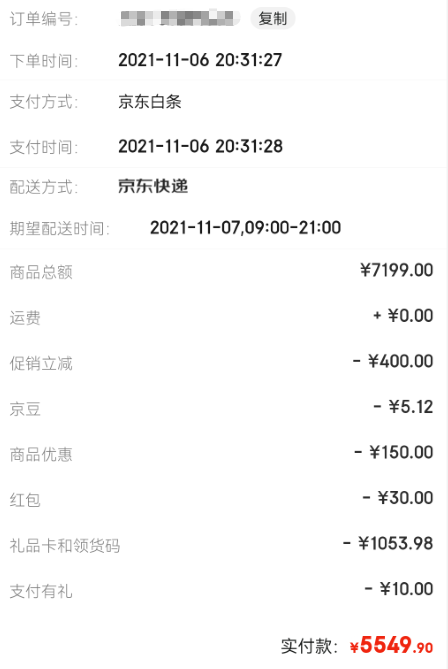 订单编号：
复制
下单时间： 2021-11-06 20:31:27
支付方式： 京东白条
支付时间： 2021-11-06 20:31:28
配送方式： 京东快递
期望配送时间： 2021-11-07,09:00-21:00
商品总额 ¥7199.00
运费 + ¥0.00
促销立减 - ¥400.00
京豆 - ¥5.12
商品优惠 - ¥150.00
红包 - ¥30.00
礼品卡和领货码 - ¥1053.98
支付有礼 - ¥10.00
实付款： ¥5549.90